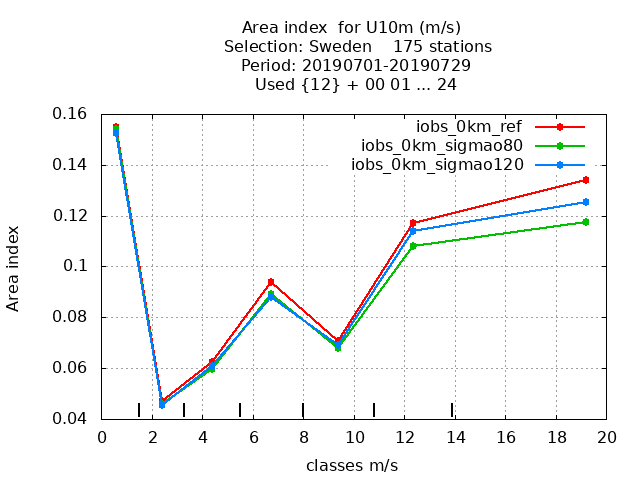 Area index  for U10m (m/s)
Selection: Sweden    175 stations
Period: 20190701-20190729
Used {12} + 00 01 ... 24
0.16
0.14
0.12
0.1
0.08
0.06
0.04
Area index
iobs_0km_ref
iobs_0km_sigmao80
iobs_0km_sigmao120
0 2 4 6 8 10 12 14 16 18 20
classes m/s